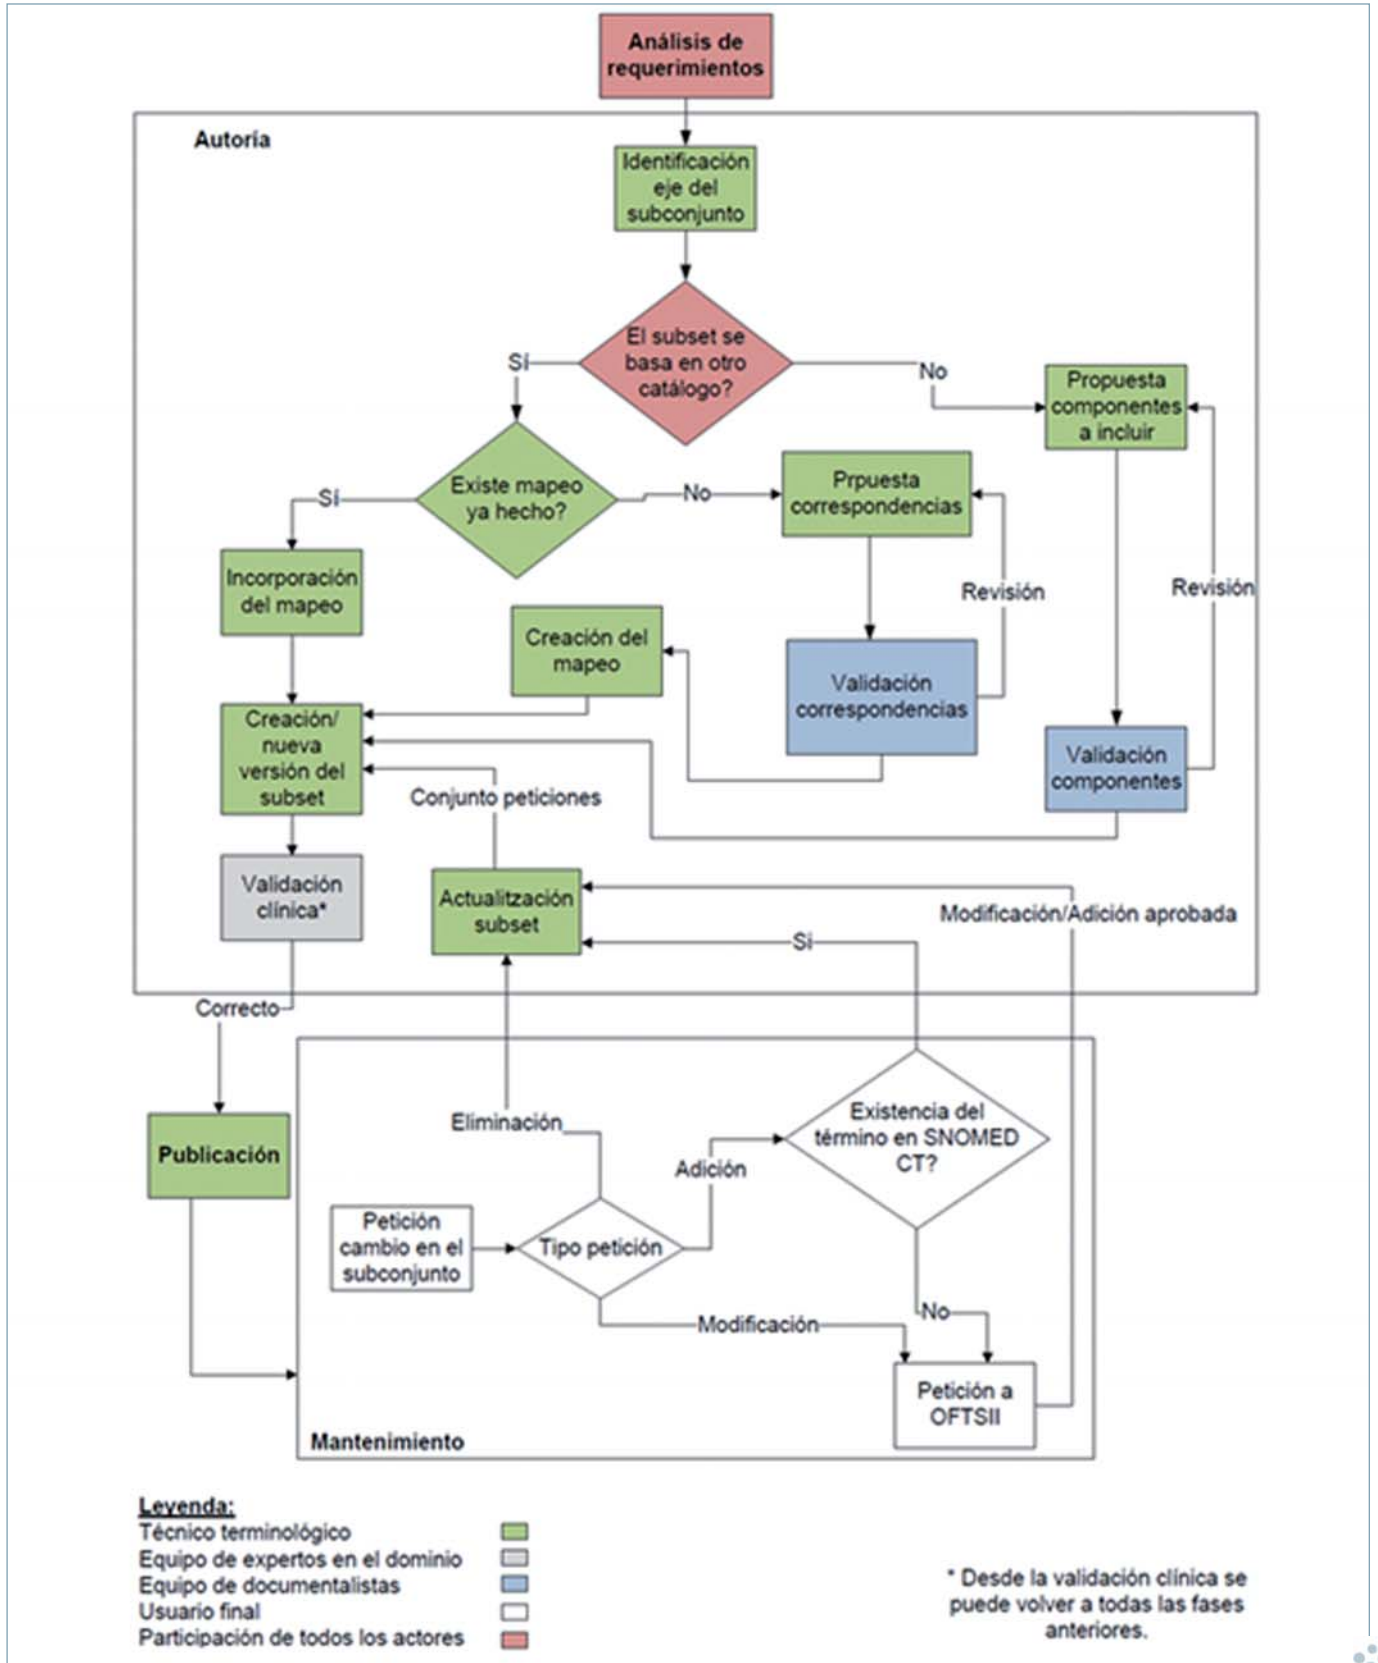 Análisis de
requerimientos
Autoría
Identificación
eje del
subconjunto
El subset se
basa en otro
catálogo?
Sí
No
Propuesta
componentes
a incluir
Existe mapeo
ya hecho?
Sí
No
Prpuesta
correspondencias
Incorporación
del mapeo
Revisión
Revisión
Creación del
mapeo
Validación
correspondencias
Creación/
nueva
versión del
subset
Validación
componentes
Conjunto peticiones
Validación
clínica*
Actualitzación
subset
Modificación/Adición aprobada
Si
Correcto
Eliminación
Existencia del
término en SNOMED
CT?
Publicación
Adición
Petición
cambio en el
subconjunto
Tipo petición
No
Modificación
Petición a
OFTSII
Mantenimiento
Leyenda:
Técnico terminológico
Equipo de expertos en el dominio
Equipo de documentalistas
Usuario final
Participación de todos los actores
* Desde la validación clínica se
puede volver a todas las fases
anteriores.